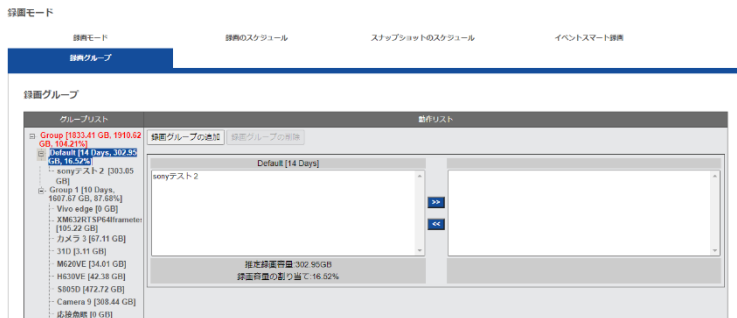 録画モード
録画モード
録画のスケジュール
スナップショットのスケジュール
イベントスマート録画
録画グループ
録画グループ
グループリスト
動作リスト
Group [1833.41 GB, 1910.62
GB, 104.21%]
Default [14 Days, 302.95
GB, 16.52%]
sonyテスト２ [303.05
GB]
Group 1 [10 Days,
1607.67 GB, 87.68%]
Vivo edge [0 GB]
XM632RTSP64Iframetes
[105.22 GB]
カメラ３ [67.11 GB]
31D [3.11 GB]
M620VE [34.01 GB]
H630VE [42.38 GB]
S805D [472.72 GB]
Camera 9 [308.44 GB]
応接魚眼 [0 GB]
録画グループの追加
録画グループの削除
Default [14 Days]
sonyテスト２
>>
<<
推定録画容量:302.95GB
録画容量の割り当て:16.52%